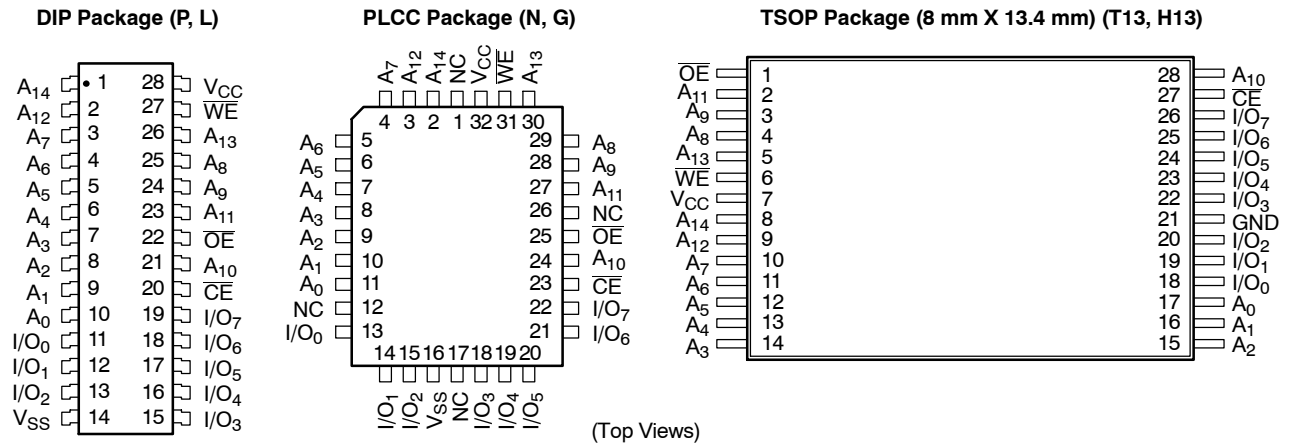 DIP Package (P, L)
A14 1 28 VCC
A12 2 27 WE
A7 3 26 A13
A6 4 25 A8
A5 5 24 A9
A4 6 23 A11
A3 7 22 OE
A2 8 21 A10
A1 9 20 CE
A0 10 19 I/O7
I/O0 11 18 I/O6
I/O1 12 17 I/O5
I/O2 13 16 I/O4
VSS 14 15 I/O3
PLCC Package (N, G)
A7 A12 A14 NC VCC WE A13
4 3 2 1 32 31 30
A6 5 29 A8
A5 6 28 A9
A4 7 27 A11
A3 8 26 NC
A2 9 25 OE
A1 10 24 A10
A0 11 23 CE
NC 12 22 I/O7
I/O0 13 21 I/O6
14 15 16 17 18 19 20
I/O1 I/O2 VSS NC I/O3 I/O4 I/O5
TSOP Package (8 mm X 13.4 mm) (T13, H13)
OE 1 28 A10
A11 2 27 CE
A9 3 26 I/O7
A8 4 25 I/O6
A13 5 24 I/O5
WE 6 23 I/O4
VCC 7 22 I/O3
A14 8 21 GND
A12 9 20 I/O2
A7 10 19 I/O1
A6 11 18 I/O0
A5 12 17 A0
A4 13 16 A1
A3 14 15 A2
(Top Views)